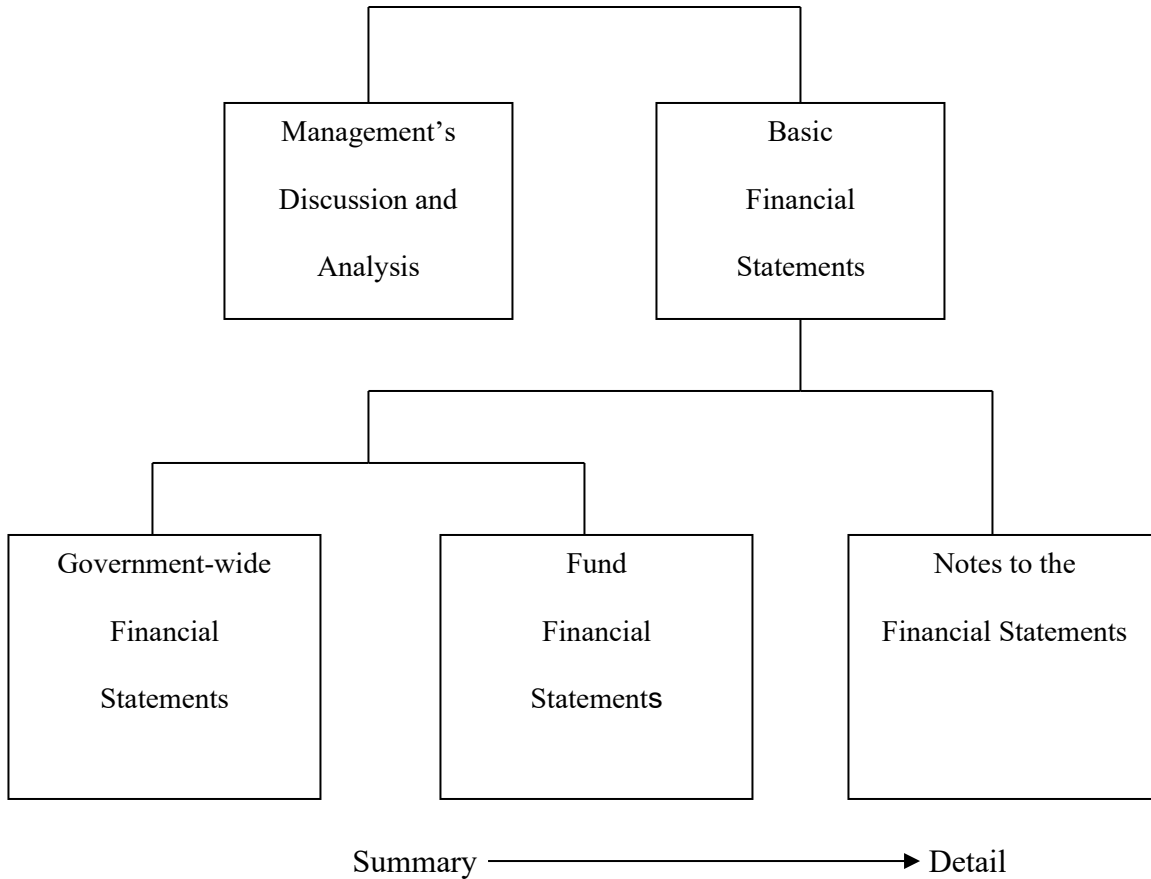 Management’s
Discussion and
Analysis
Basic
Financial
Statements
Government-wide
Financial
Statements
Fund
Financial
Statements
Notes to the
Financial Statements
Summary
Detail